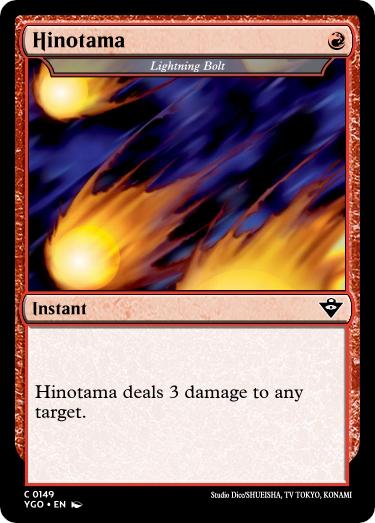 Hinotama
Lightning Bolt
Instant
Hinotama deals 3 damage to any
target.
C 0149
YGO • EN
Studio Dice/SHUEISHA, TV TOKYO, KONAMI